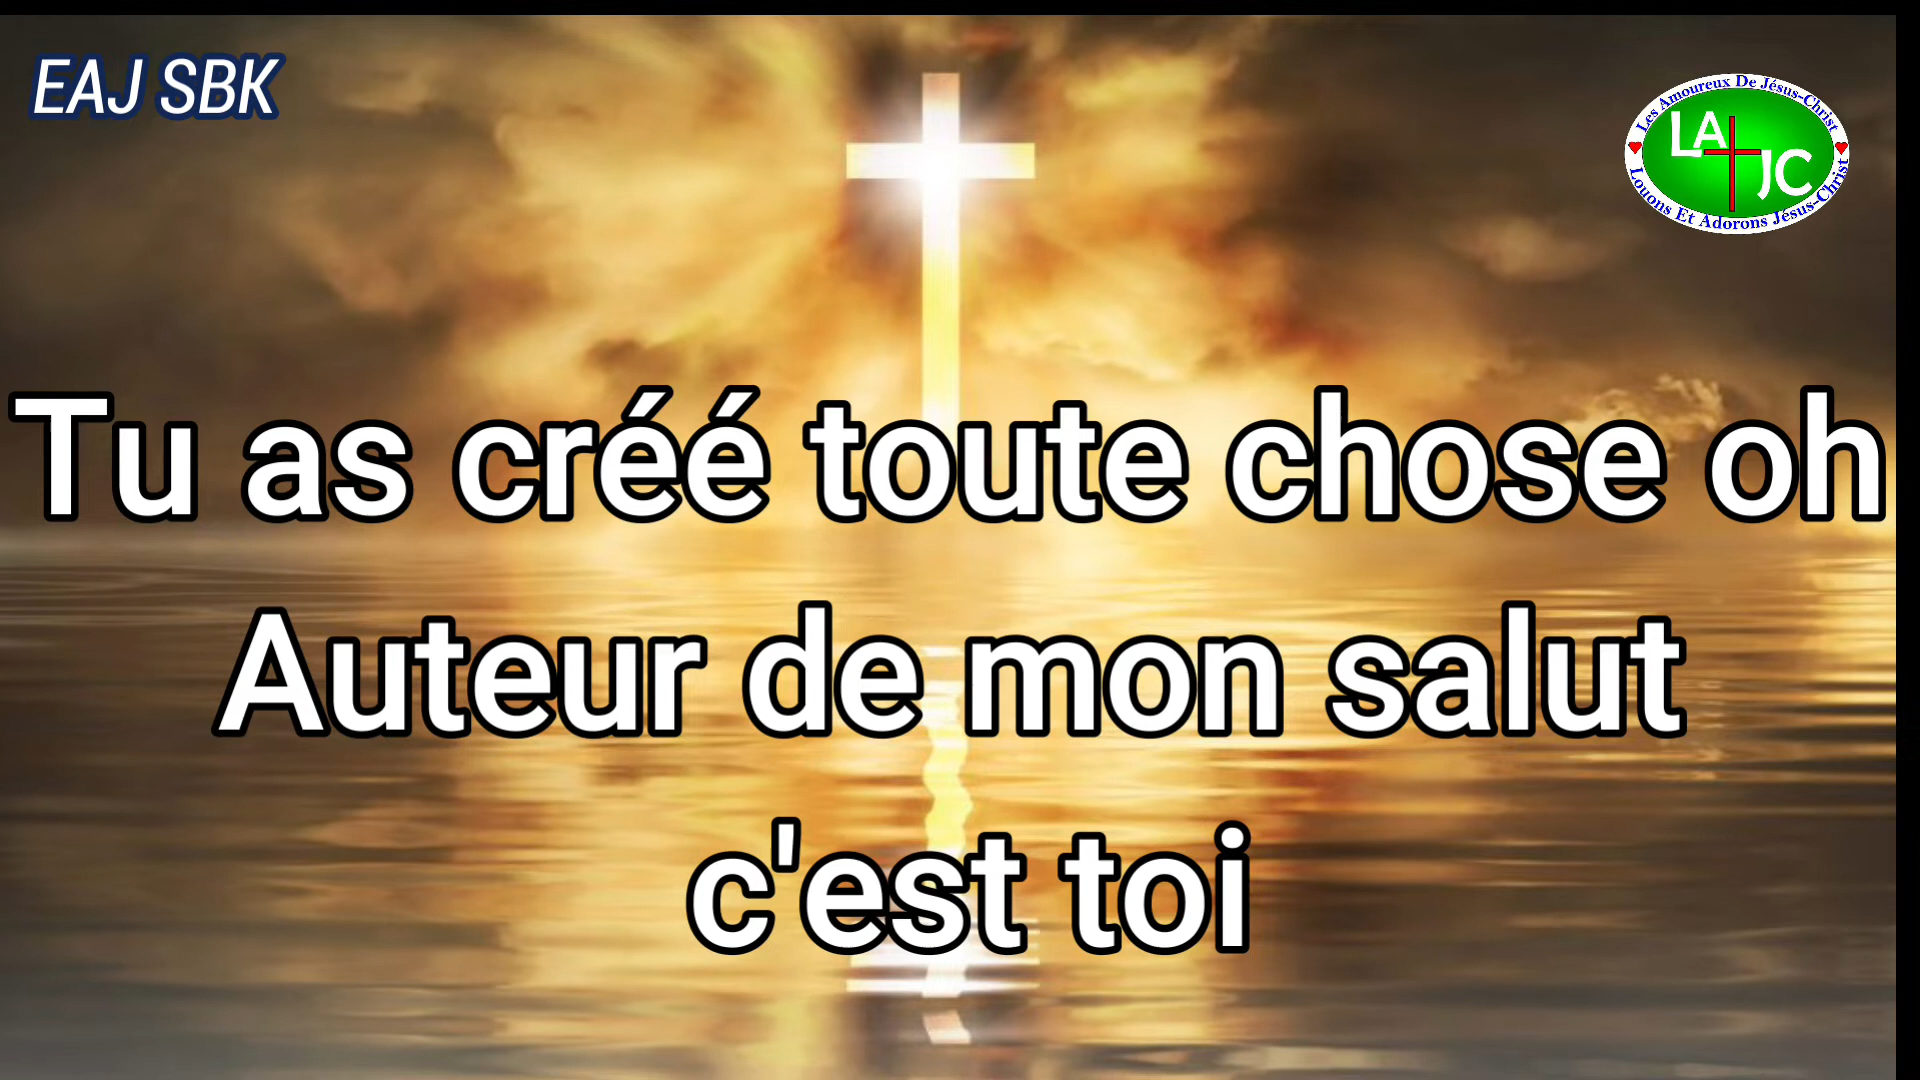 EAJ SBK
Les Amoureux De Jésus-Christ
LA JC
Louons Et Adorons Jésus-Christ
Tu as créé toute chose oh
Auteur de mon salut
c'est toi